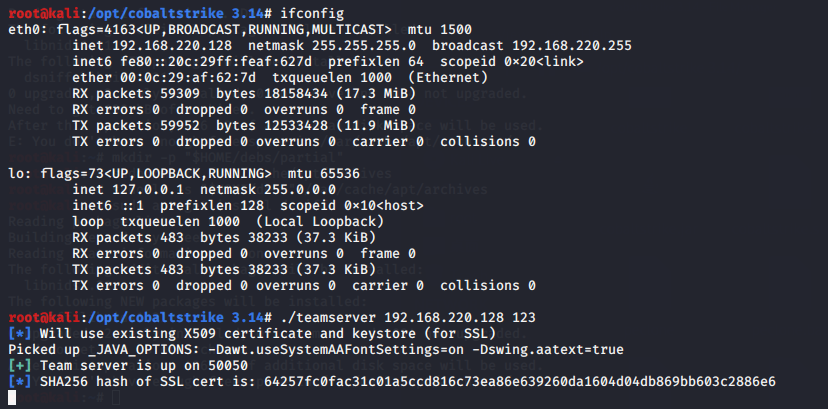 root@kali:/opt/cobaltstrike 3.14# ifconfig
eth0: flags=4163<UP,BROADCAST,RUNNING,MULTICAST>  mtu 1500
        inet 192.168.220.128  netmask 255.255.255.0  broadcast 192.168.220.255
        inet6 fe80::20c:29ff:feaf:627d  prefixlen 64  scopeid 0x20<link>
        ether 00:0c:29:af:62:7d  txqueuelen 1000  (Ethernet)
        RX packets 59309  bytes 18158434 (17.3 MiB)
        RX errors 0  dropped 0  overruns 0  frame 0
        TX packets 59952  bytes 12533428 (11.9 MiB)
        TX errors 0  dropped 0 overruns 0  carrier 0  collisions 0

lo: flags=73<UP,LOOPBACK,RUNNING>  mtu 65536
        inet 127.0.0.1  netmask 255.0.0.0
        inet6 ::1  prefixlen 128  scopeid 0x10<host>
        loop  txqueuelen 1000  (Local Loopback)
        RX packets 483  bytes 38233 (37.3 KiB)
        RX errors 0  dropped 0  overruns 0  frame 0
        TX packets 483  bytes 38233 (37.3 KiB)
        TX errors 0  dropped 0 overruns 0  carrier 0  collisions 0

root@kali:/opt/cobaltstrike 3.14# ./teamserver 192.168.220.128 123
[*] Will use existing X509 certificate and keystore (for SSL)
Picked up _JAVA_OPTIONS: -Dawt.useSystemAAFontSettings=on -Dswing.aatext=true
[+] Team server is up on 50050
[*] SHA256 hash of SSL cert is: 64257fc0fac31c01a5ccd816c73ea86e639260da1604d04db869bb603c2886e6